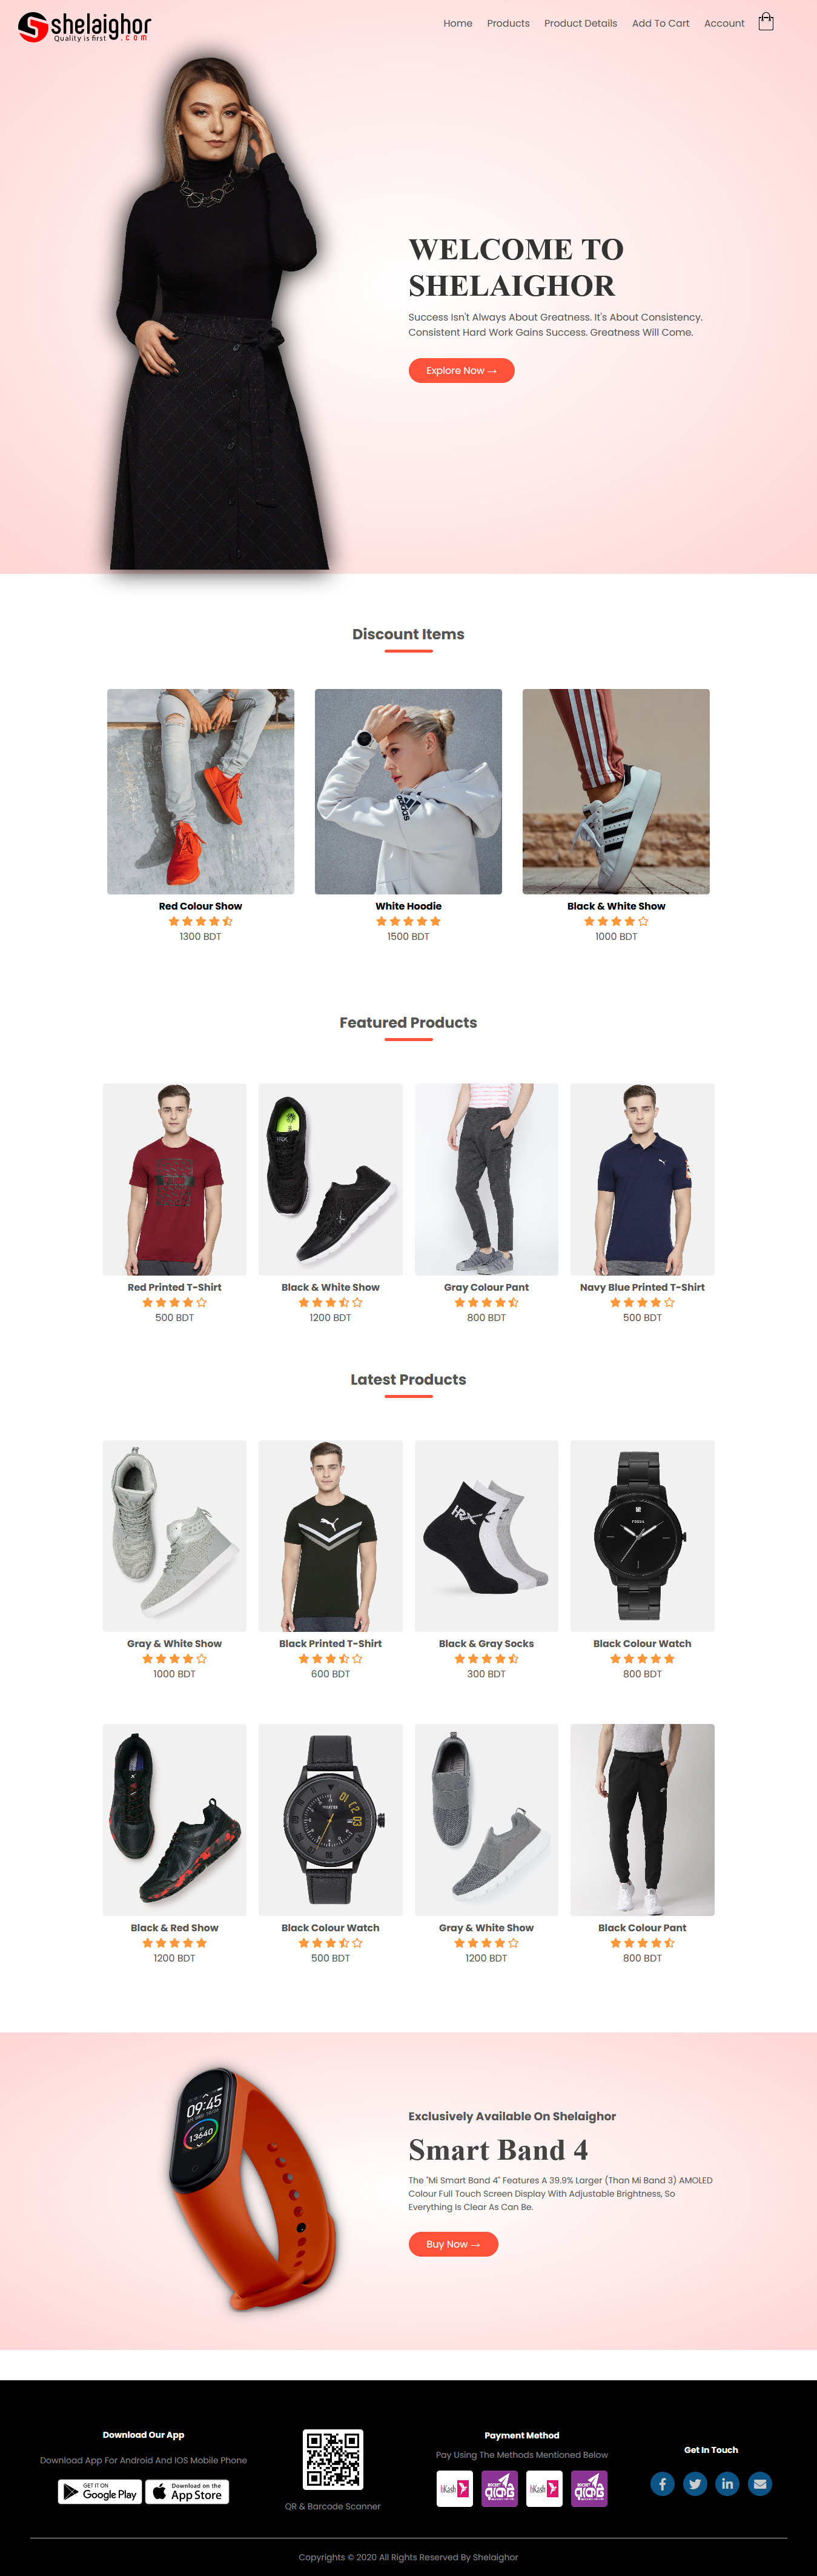 shelaighor
Quality is first .com
Home Products Product Details Add To Cart Account
WELCOME TO
SHELAIGHOR
Success Isn't Always About Greatness. It's About Consistency.
Consistent Hard Work Gains Success. Greatness Will Come.
Explore Now →
Discount Items
adidas
Red Colour Show
White Hoodie
Black & White Show
1300 BDT
1500 BDT
1000 BDT
Featured Products
HRX
Red Printed T-Shirt
Black & White Show
Gray Colour Pant
Navy Blue Printed T-Shirt
500 BDT
1200 BDT
800 BDT
500 BDT
Latest Products
HRX
FOSSIL
Gray & White Show
Black Printed T-Shirt
Black & Gray Socks
Black Colour Watch
1000 BDT
600 BDT
300 BDT
800 BDT
Black & Red Show
Black Colour Watch
Gray & White Show
Black Colour Pant
1200 BDT
500 BDT
1200 BDT
800 BDT
09:45
13640
Exclusively Available On Shelaighor
Smart Band 4
The "Mi Smart Band 4" Features A 39.9% Larger (Than Mi Band 3) AMOLED
Colour Full Touch Screen Display With Adjustable Brightness, So
Everything Is Clear As Can Be.
Buy Now →
Download Our App
Download App For Android And IOS Mobile Phone
GET IT ON
Google Play
Download on the
App Store
QR & Barcode Scanner
Payment Method
Pay Using The Methods Mentioned Below
bKash
ROCKET
রকেট
bKash
ROCKET
রকেট
Get In Touch
Copyrights © 2020 All Rights Reserved By Shelaighor